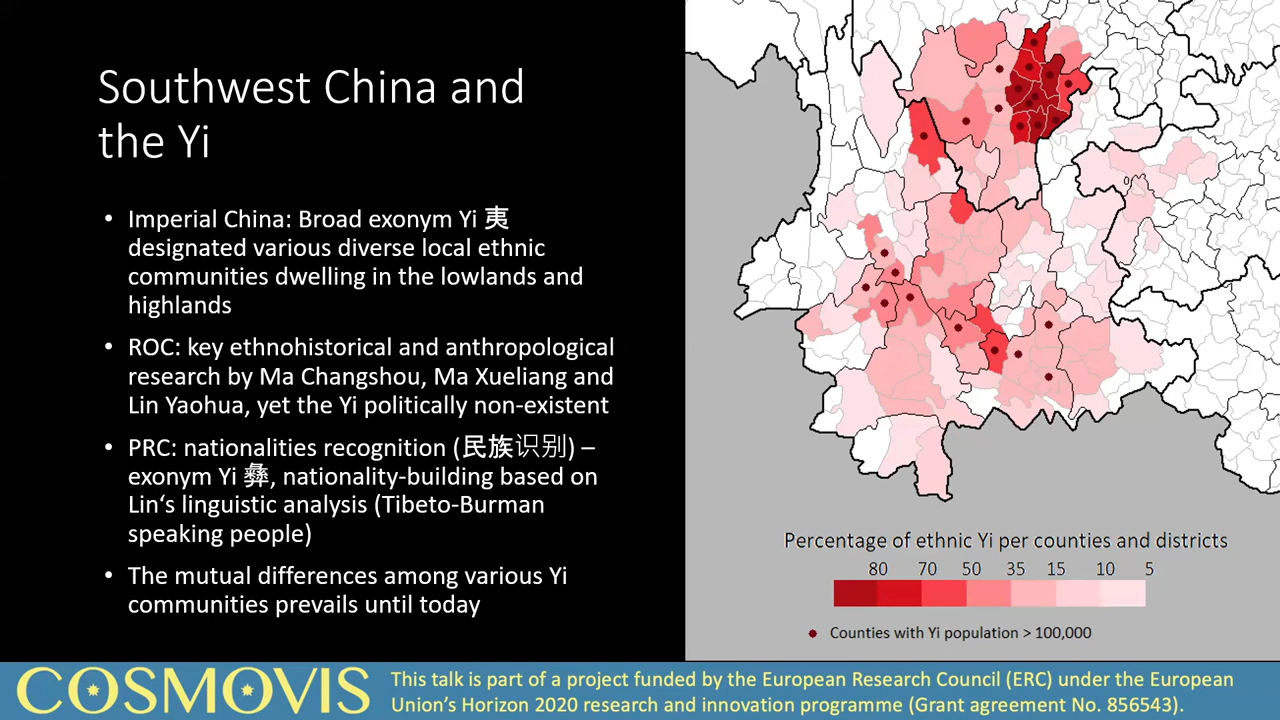 Southwest China and
the Yi
• Imperial China: Broad exonym Yi 夷
designated various diverse local ethnic
communities dwelling in the lowlands and
highlands
• ROC: key ethnohistorical and anthropological
research by Ma Changshou, Ma Xueliang and
Lin Yaohua, yet the Yi politically non-existent
• PRC: nationalities recognition (民族识别) –
exonym Yi 彝, nationality-building based on
Lin‘s linguistic analysis (Tibeto-Burman
speaking people)
• The mutual differences among various Yi
communities prevails until today
Percentage of ethnic Yi per counties and districts
80 70 50 35 15 10 5
Counties with Yi population > 100,000
COSMOVIS
This talk is part of a project funded by the European Research Council (ERC) under the European
Union’s Horizon 2020 research and innovation programme (Grant agreement No. 856543).